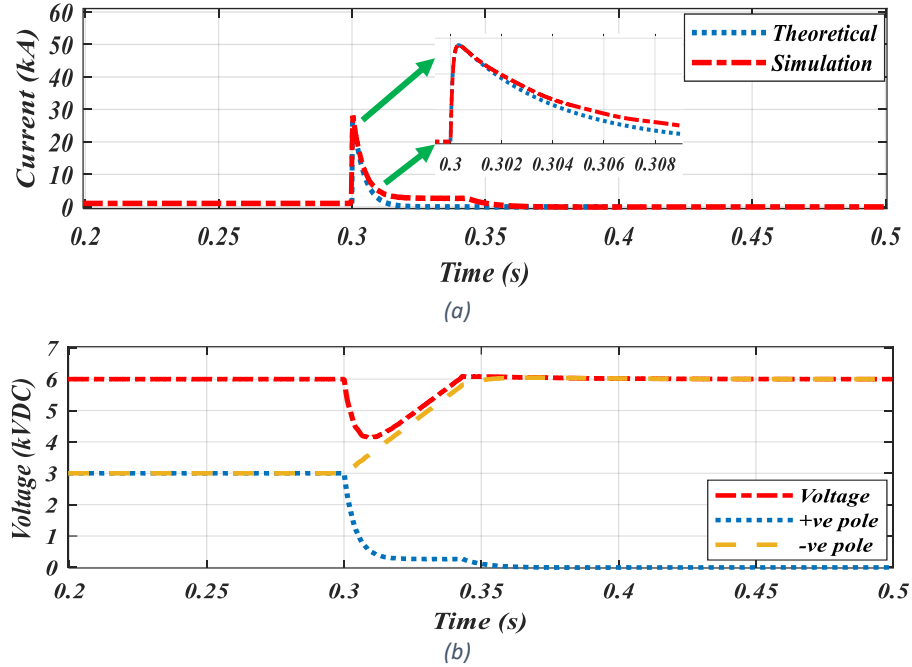 60
50
40
30
20
10
0
Current (kA)
Theoretical
Simulation
0.3 0.302 0.304 0.306 0.308
0.2 0.25 0.3 0.35 0.4 0.45 0.5
Time (s)
(a)
7
6
5
4
3
2
1
0
Voltage (kVDC)
Voltage
+ve pole
-ve pole
0.2 0.25 0.3 0.35 0.4 0.45 0.5
Time (s)
(b)